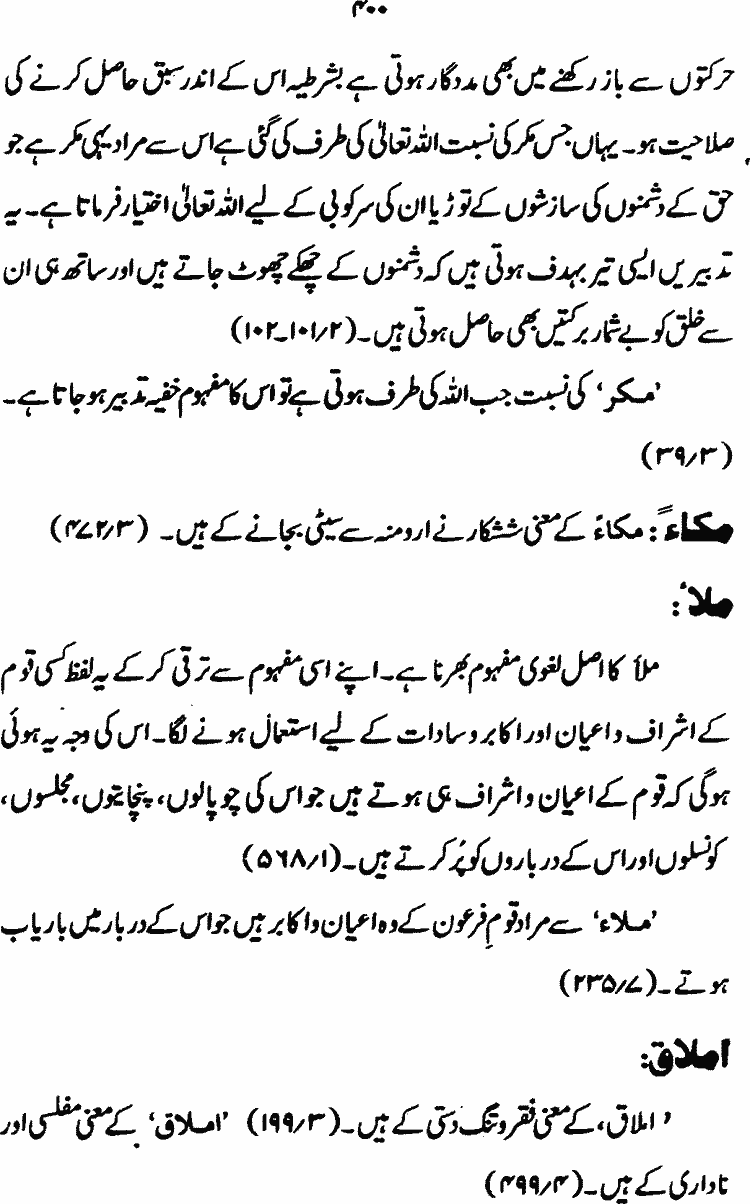 ۴۰۰
حرکتوں سے باز رکھنے میں بھی مددگار ہوتی ہے بشرطیہ اس کے اندر سبق حاصل کرنے کی
صلاحیت ہو۔ یہاں جس مکر کی نسبت اللہ تعالیٰ کی طرف کی گئی ہے اس سے مراد یہی مکر ہے جو
حق کے دشمنوں کی سازشوں کے توڑ یا ان کی سرکوبی کے لیے اللہ تعالیٰ اختیار فرماتا ہے۔ یہ
تدبیریں ایسی تیر بہدف ہوتی ہیں کہ دشمنوں کے چھکے چھوٹ جاتے ہیں اور ساتھ ہی ان
سے خلق کو بے شمار برکتیں بھی حاصل ہوتی ہیں۔ (۲؍۱۰۱۔۱۰۲)
’مکر‘ کی نسبت جب اللہ کی طرف ہوتی ہے تو اس کا مفہوم خفیہ تدبیر ہو جاتا ہے۔
(۳؍۳۹)
مکاءً: مکاءً کے معنی ششکارنے ارومنہ سے سیٹی بجانے کے ہیں۔ (۳؍۴۷۲)
ملأ:
ملأ کا اصل لغوی مفہوم بھرنا ہے۔ اپنے اسی مفہوم سے ترقی کر کے یہ لفظ کسی قوم
کے اشراف و اعیان اور اکابر و سادات کے لیے استعمال ہونے لگا۔ اس کی وجہ یہ ہوئی
ہوگی کہ قوم کے اعیان و اشراف ہی ہوتے ہیں جو اس کی چوپالوں، پنچایتوں، مجلسوں،
کونسلوں اور اس کے درباروں کو پُر کرتے ہیں۔ (۱؍۵۶۸)
’ملاء‘ سے مراد قومِ فرعون کے وہ اعیان و اکابر ہیں جو اس کے دربار میں باریاب
ہوتے۔ (۷؍۲۳۵)
املاق:
’املاق، کے معنی فقر و تنگ دستی کے ہیں۔ (۳؍۱۹۹) ’املاق‘ کے معنی مفلسی اور
ناداری کے ہیں۔ (۴؍۴۹۹)